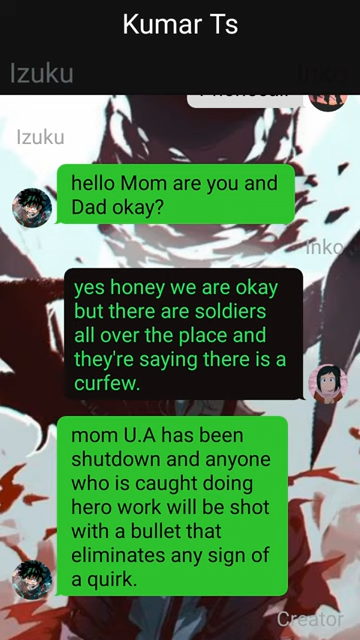 Kumar Ts
Izuku
Inko
Izuku
hello Mom are you and
Dad okay?
Inko
yes honey we are okay
but there are soldiers
all over the place and
they're saying there is a
curfew.
mom U.A has been
shutdown and anyone
who is caught doing
hero work will be shot
with a bullet that
eliminates any sign of
a quirk.
Creator